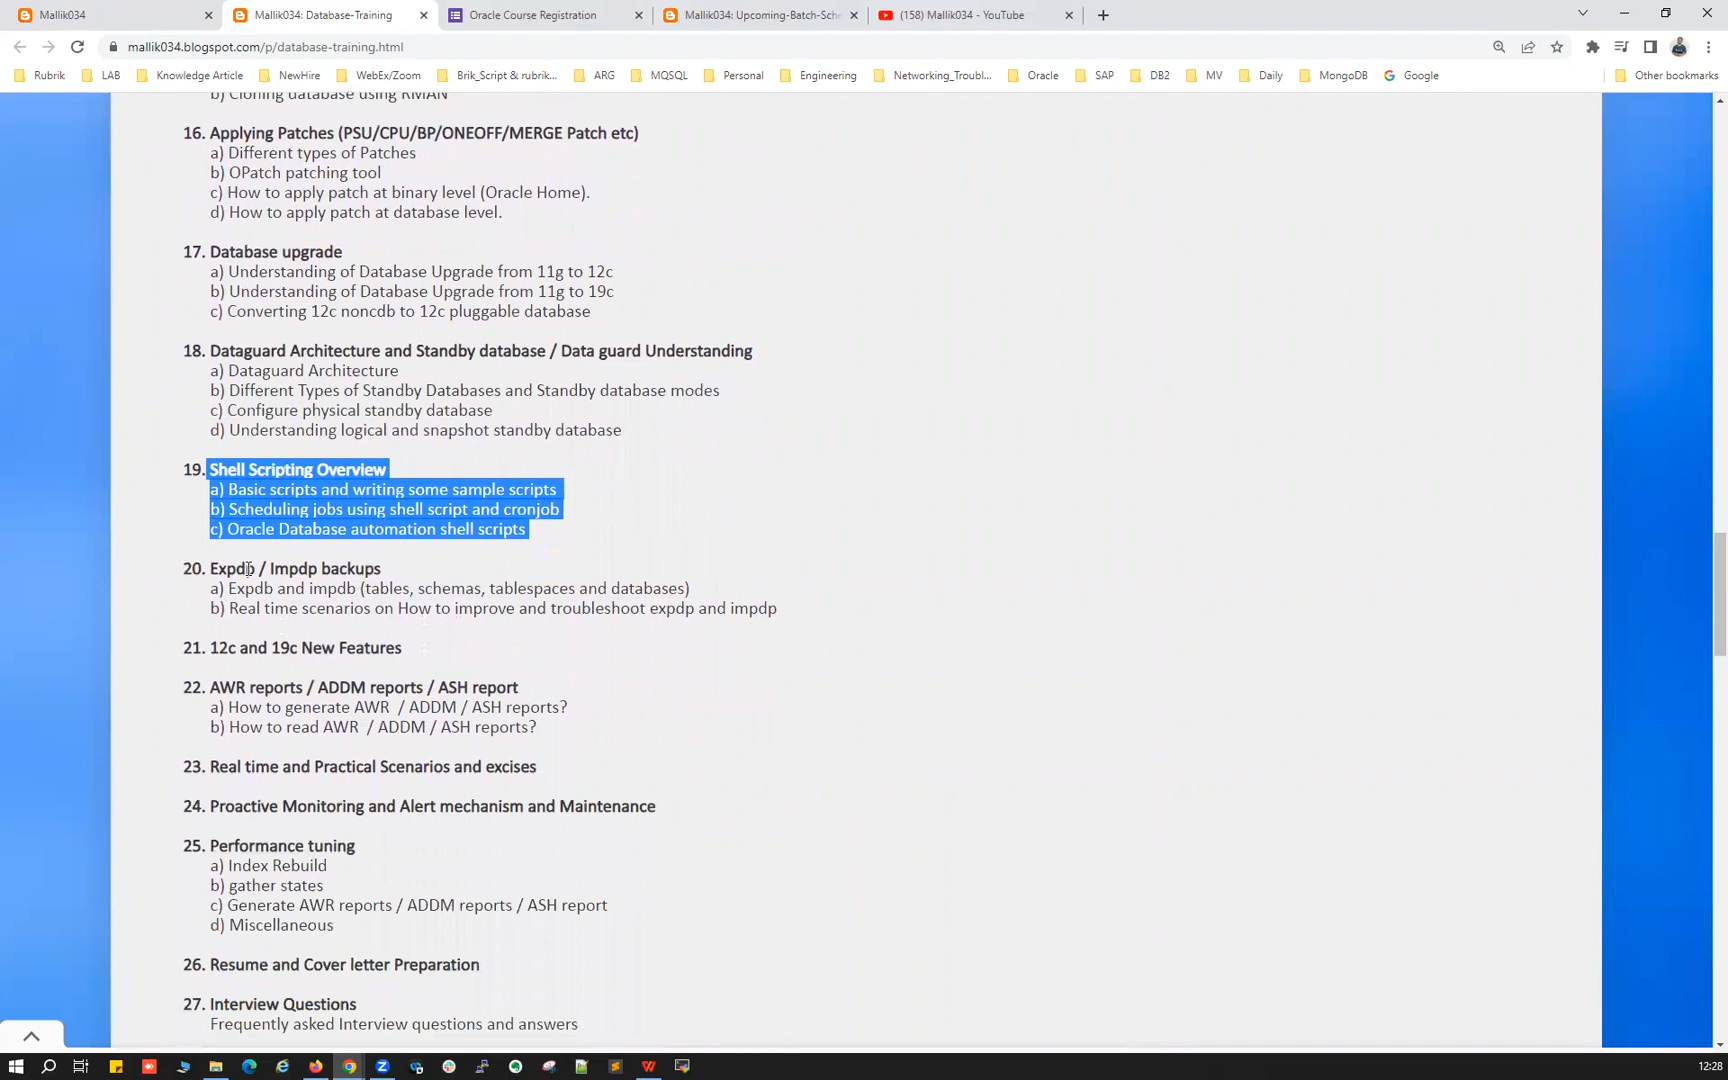 Mallik034
Mallik034: Database-Training
Oracle Course Registration
Mallik034: Upcoming-Batch-Sche
(158) Mallik034 - YouTube
mallik034.blogspot.com/p/database-training.html
Rubrik
LAB
Knowledge Article
NewHire
WebEx/Zoom
Brik_Script & rubrik...
ARG
MQSQL
Personal
Engineering
Networking_Troubl...
Oracle
SAP
DB2
MV
Daily
MongoDB
Google
Other bookmarks
b) Cloning database using RMAN
16. Applying Patches (PSU/CPU/BP/ONEOFF/MERGE Patch etc)
a) Different types of Patches
b) OPatch patching tool
c) How to apply patch at binary level (Oracle Home).
d) How to apply patch at database level.
17. Database upgrade
a) Understanding of Database Upgrade from 11g to 12c
b) Understanding of Database Upgrade from 11g to 19c
c) Converting 12c noncdb to 12c pluggable database
18. Dataguard Architecture and Standby database / Data guard Understanding
a) Dataguard Architecture
b) Different Types of Standby Databases and Standby database modes
c) Configure physical standby database
d) Understanding logical and snapshot standby database
19. Shell Scripting Overview
a) Basic scripts and writing some sample scripts
b) Scheduling jobs using shell script and cronjob
c) Oracle Database automation shell scripts
20. Expdp / Impdp backups
a) Expdb and impdb (tables, schemas, tablespaces and databases)
b) Real time scenarios on How to improve and troubleshoot expdp and impdp
21. 12c and 19c New Features
22. AWR reports / ADDM reports / ASH report
a) How to generate AWR / ADDM / ASH reports?
b) How to read AWR / ADDM / ASH reports?
23. Real time and Practical Scenarios and excises
24. Proactive Monitoring and Alert mechanism and Maintenance
25. Performance tuning
a) Index Rebuild
b) gather states
c) Generate AWR reports / ADDM reports / ASH report
d) Miscellaneous
26. Resume and Cover letter Preparation
27. Interview Questions
Frequently asked Interview questions and answers
12:28